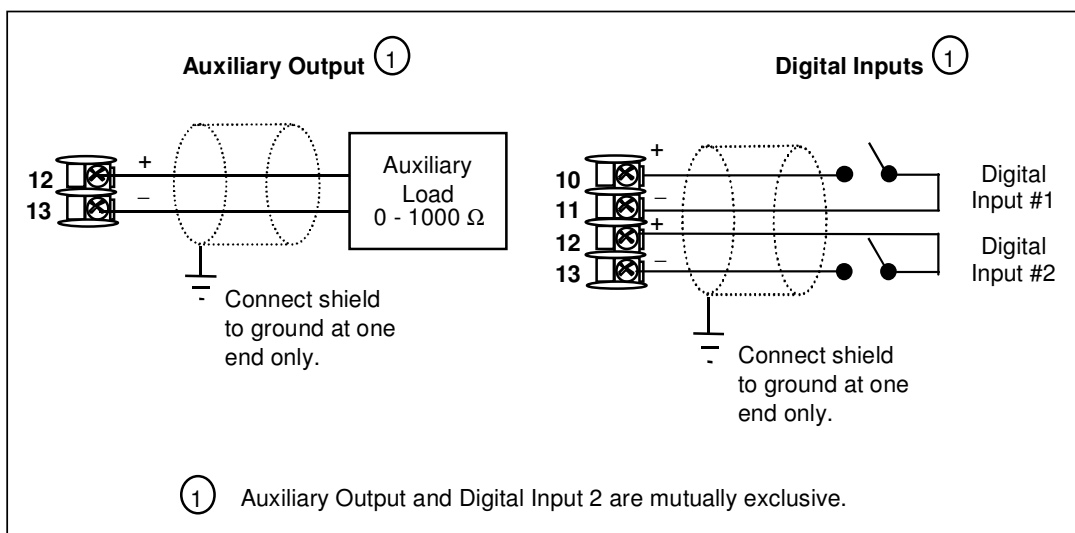 Auxiliary Output 1
12
13
+
–
Auxiliary
Load
0 - 1000 Ω
Connect shield
to ground at one
end only.
Digital Inputs 1
10
11
12
13
+
–
+
–
Digital
Input #1
Digital
Input #2
Connect shield
to ground at one
end only.
1 Auxiliary Output and Digital Input 2 are mutually exclusive.